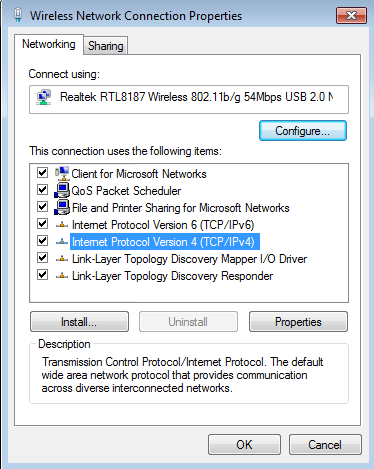 Wireless Network Connection Properties
Networking
Sharing
Connect using:
Realtek RTL8187 Wireless 802.11b/g 54Mbps USB 2.0 N
Configure...
This connection uses the following items:
Client for Microsoft Networks
QoS Packet Scheduler
File and Printer Sharing for Microsoft Networks
Internet Protocol Version 6 (TCP/IPv6)
Internet Protocol Version 4 (TCP/IPv4)
Link-Layer Topology Discovery Mapper I/O Driver
Link-Layer Topology Discovery Responder
Install...
Uninstall
Properties
Description
Transmission Control Protocol/Internet Protocol. The default
wide area network protocol that provides communication
across diverse interconnected networks.
OK
Cancel